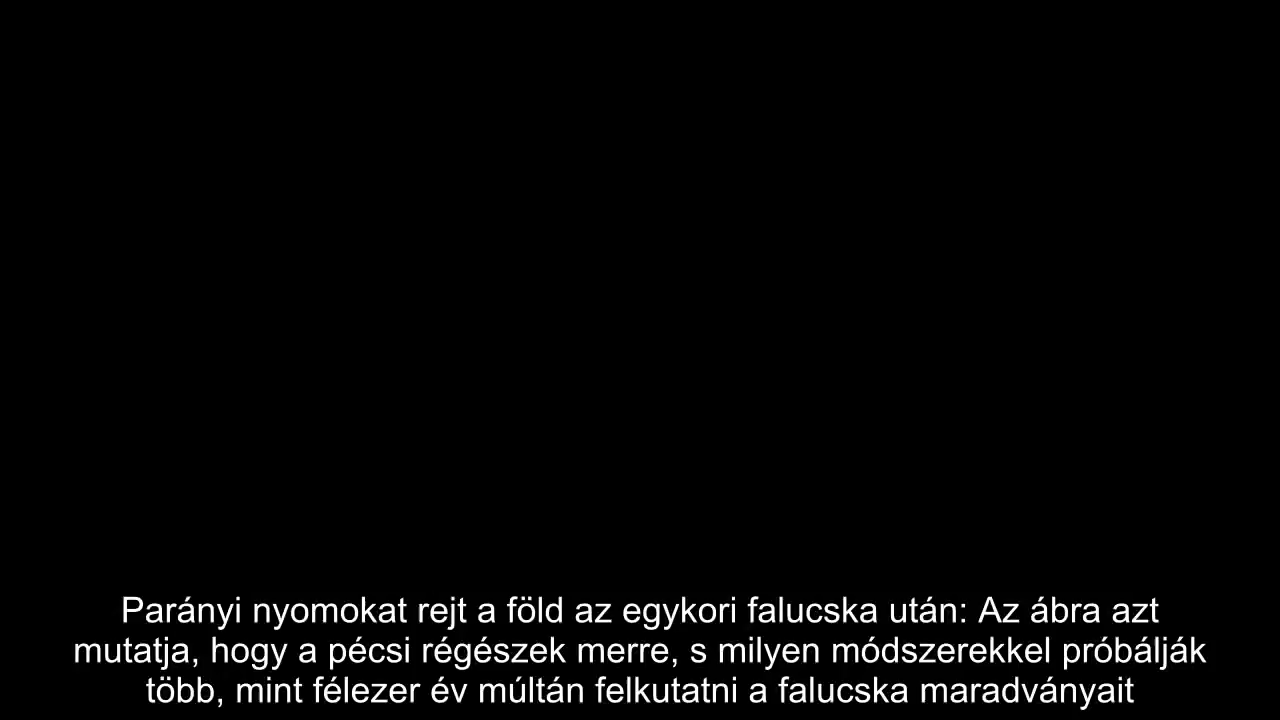 Parányi nyomokat rejt a föld az egykori falucska után: Az ábra azt
mutatja, hogy a pécsi régészek merre, s milyen módszerekkel próbálják
több, mint félezer év múltán felkutatni a falucska maradványait